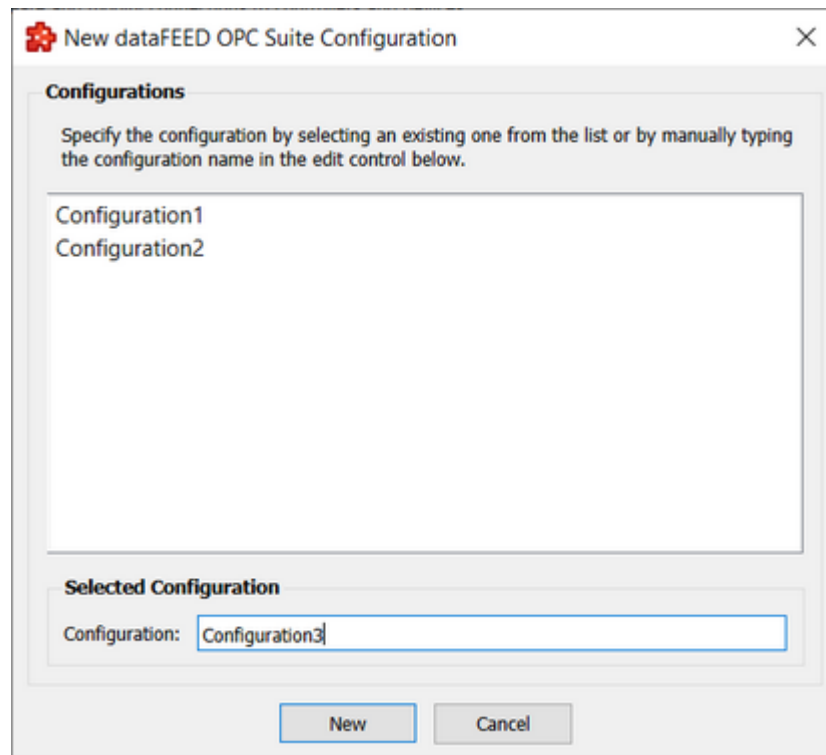 New dataFEED OPC Suite Configuration
Configurations
Specify the configuration by selecting an existing one from the list or by manually typing
the configuration name in the edit control below.
Configuration1
Configuration2
Selected Configuration
Configuration: Configuration3
New Cancel